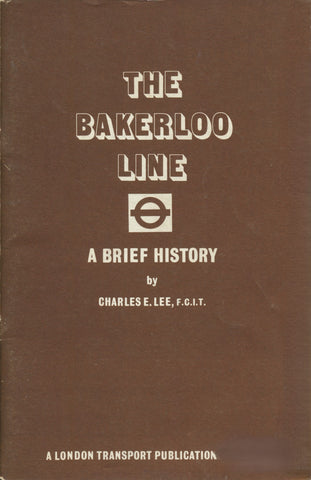 THE
BAKERLOO
LINE
A BRIEF HISTORY
by
CHARLES E. LEE, F.C.I.T.
A LONDON TRANSPORT PUBLICATION